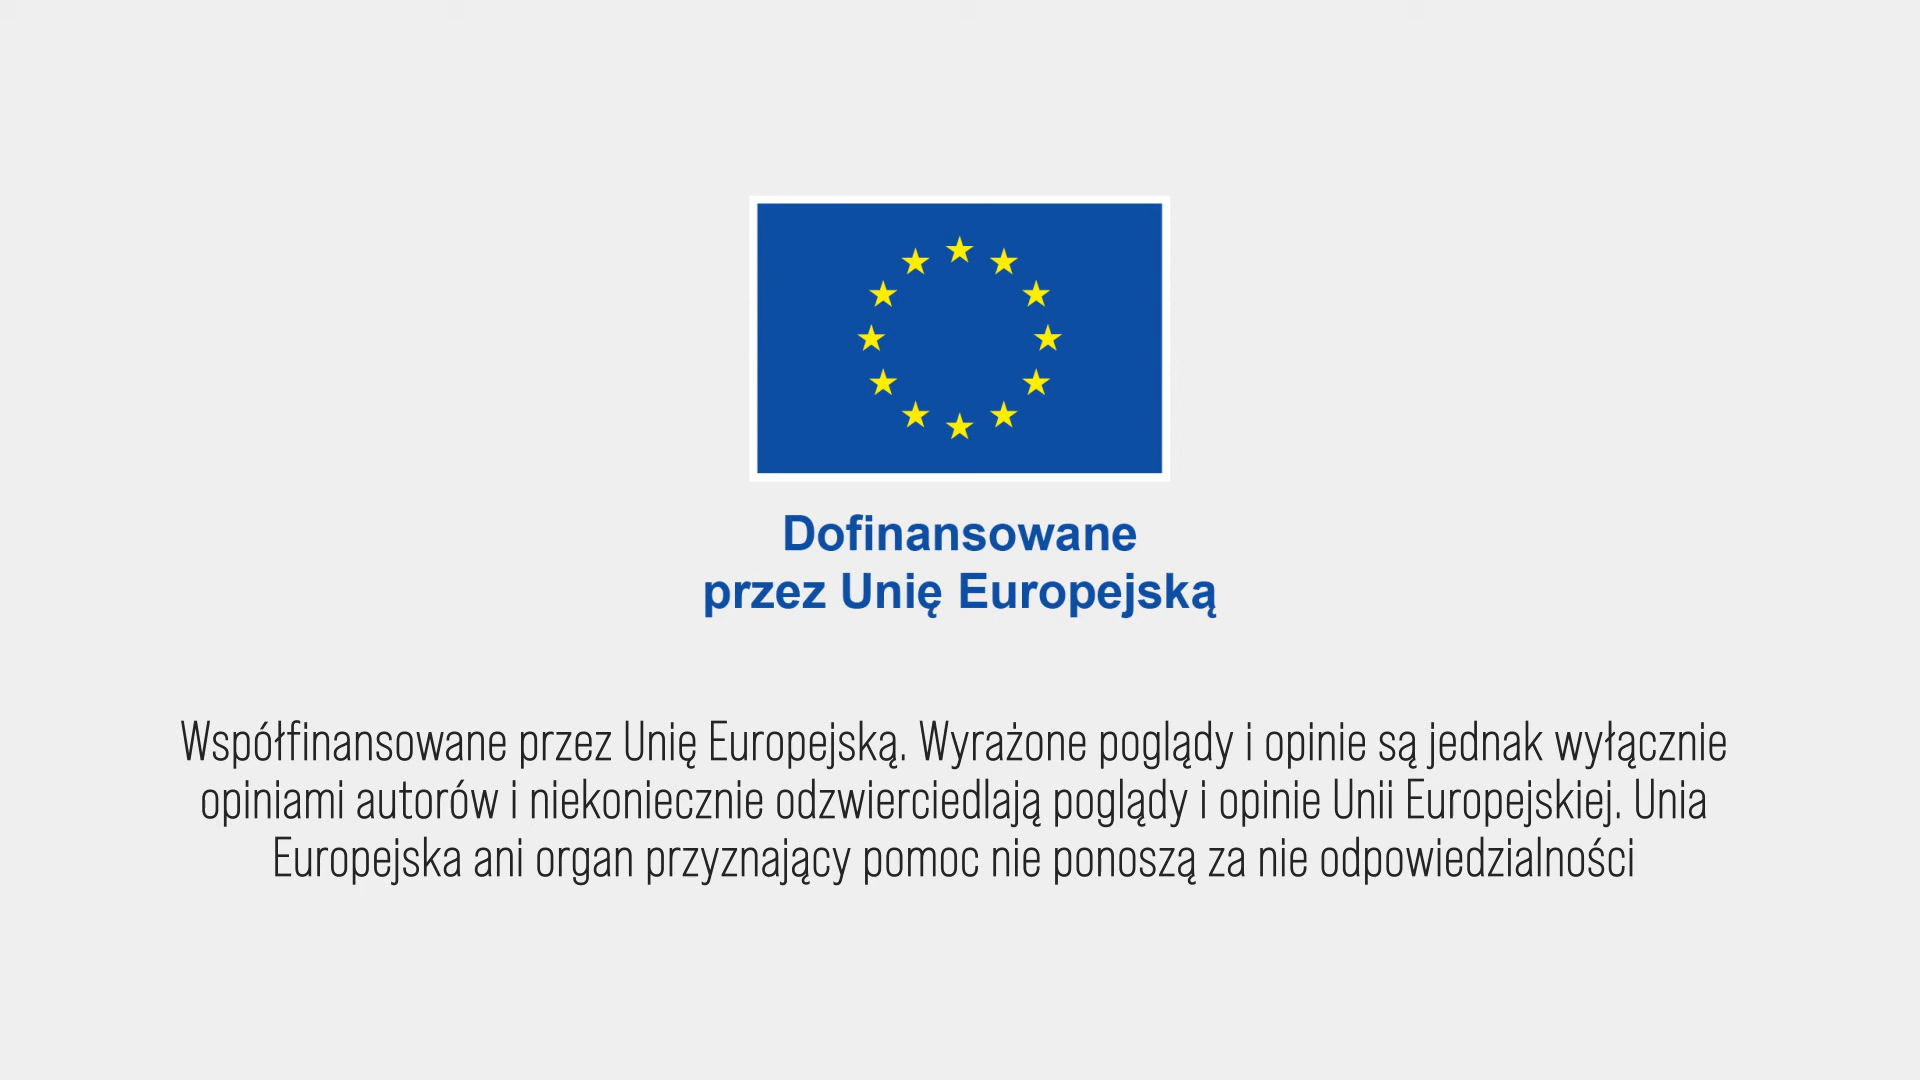 Dofinansowane
przez Unię Europejską
Współfinansowane przez Unię Europejską. Wyrażone poglądy i opinie są jednak wyłącznie
opiniami autorów i niekoniecznie odzwierciedlają poglądy i opinie Unii Europejskiej. Unia
Europejska ani organ przyznający pomoc nie ponoszą za nie odpowiedzialności